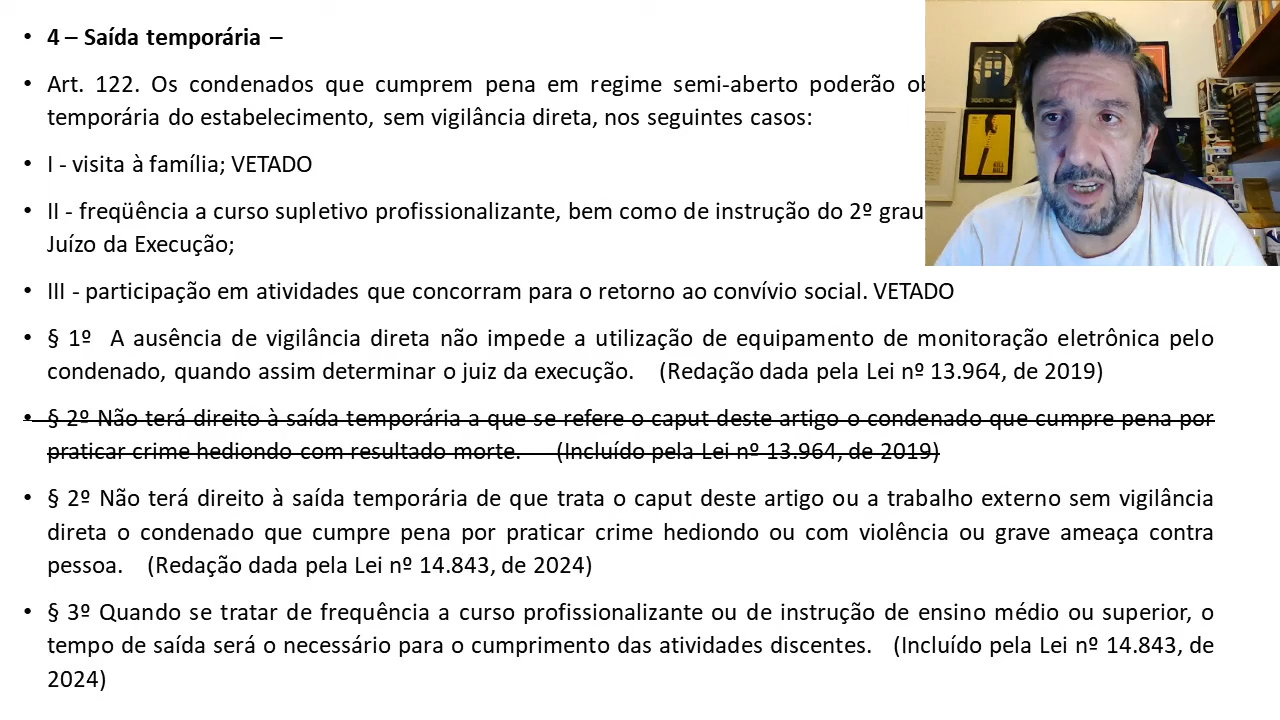 • 4 – Saída temporária –
• Art. 122. Os condenados que cumprem pena em regime semi-aberto poderão
temporária do estabelecimento, sem vigilância direta, nos seguintes casos:
• I - visita à família; VETADO
• II - freqüência a curso supletivo profissionalizante, bem como de instrução do 2º grau
Juízo da Execução;
• III - participação em atividades que concorram para o retorno ao convívio social. VETADO
• § 1º A ausência de vigilância direta não impede a utilização de equipamento de monitoração eletrônica pelo
condenado, quando assim determinar o juiz da execução. (Redação dada pela Lei nº 13.964, de 2019)
• § 2º Não terá direito à saída temporária a que se refere o caput deste artigo o condenado que cumpre pena por
praticar crime hediondo com resultado morte. (Incluído pela Lei nº 13.964, de 2019)
• § 2º Não terá direito à saída temporária de que trata o caput deste artigo ou a trabalho externo sem vigilância
direta o condenado que cumpre pena por praticar crime hediondo ou com violência ou grave ameaça contra
pessoa. (Redação dada pela Lei nº 14.843, de 2024)
• § 3º Quando se tratar de frequência a curso profissionalizante ou de instrução de ensino médio ou superior, o
tempo de saída será o necessário para o cumprimento das atividades discentes. (Incluído pela Lei nº 14.843, de
2024)
DOCTOR WHO
KILL
BILL